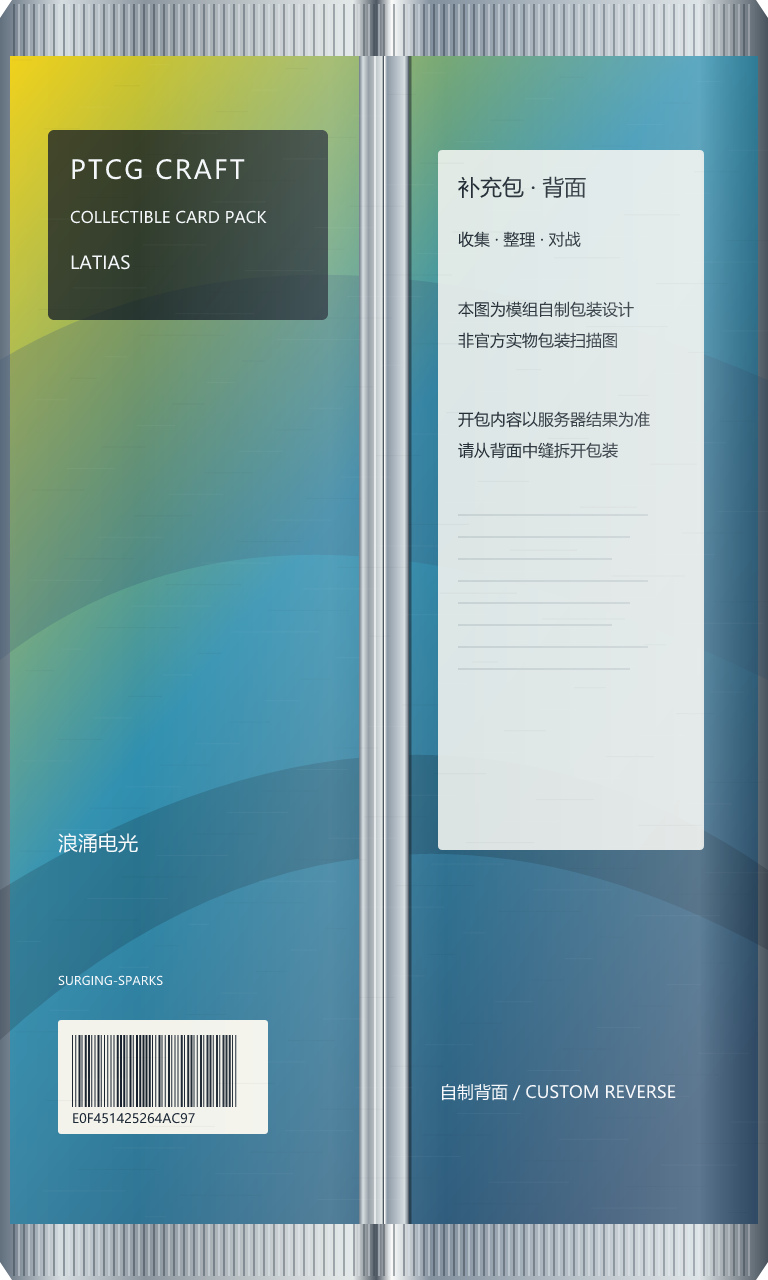 PTCG CRAFT
COLLECTIBLE CARD PACK
LATIAS
浪涌电光
SURGING-SPARKS
E0F451425264AC97
补充包 · 背面
收集 · 整理 · 对战
本图为模组自制包装设计
非官方实物包装扫描图
开包内容以服务器结果为准
请从背面中缝拆开包装
自制背面 / CUSTOM REVERSE